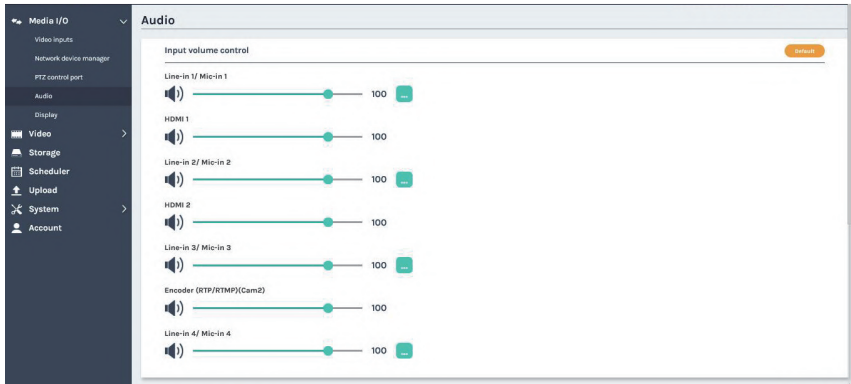 Media I/O
Video inputs
Network device manager
PTZ control port
Audio
Display
Video
Storage
Scheduler
Upload
System
Account
Audio
Input volume control
Default
Line-in 1/ Mic-in 1
100
...
HDMI 1
100
Line-in 2/ Mic-in 2
100
...
HDMI 2
100
Line-in 3/ Mic-in 3
100
...
Encoder (RTP/RTMP)(Cam2)
100
Line-in 4/ Mic-in 4
100
...